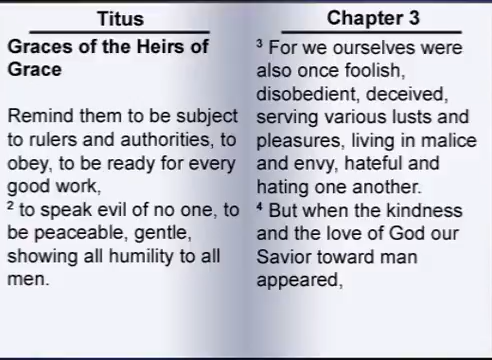 Titus
Graces of the Heirs of
Grace
Remind them to be subject
to rulers and authorities, to
obey, to be ready for every
good work,
² to speak evil of no one, to
be peaceable, gentle,
showing all humility to all
men.
Chapter 3
³ For we ourselves were
also once foolish,
disobedient, deceived,
serving various lusts and
pleasures, living in malice
and envy, hateful and
hating one another.
⁴ But when the kindness
and the love of God our
Savior toward man
appeared,